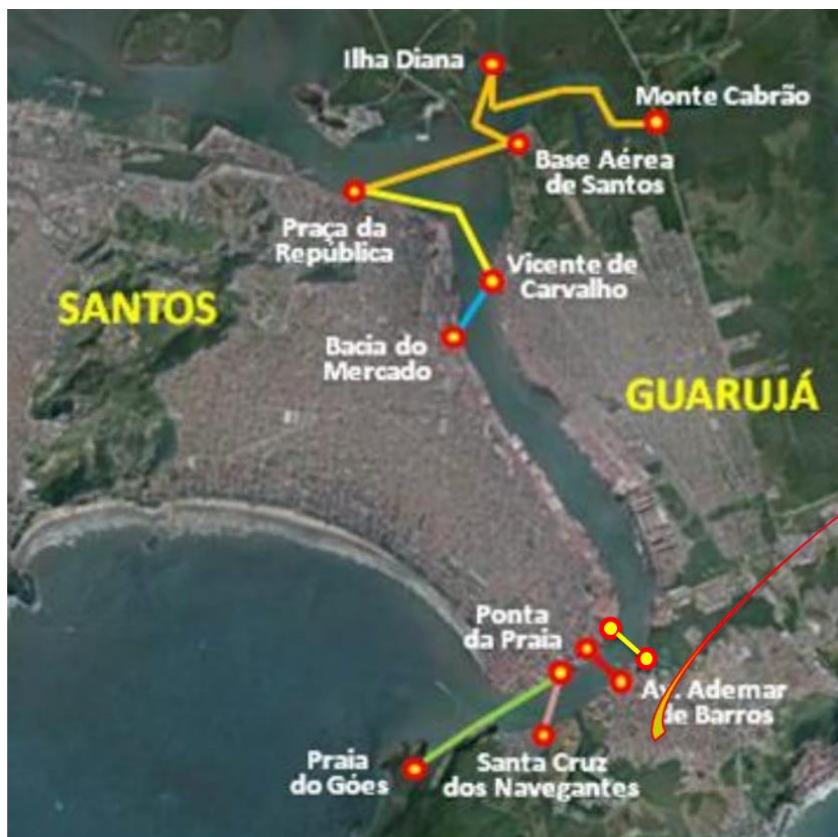 Ilha Diana
Monte Cabrão
Base Aérea
de Santos
Praça da
República
Vicente de
Carvalho
SANTOS
Bacia do
Mercado
GUARUJÁ
Ponta
da Praia
Av. Ademar
de Barros
Praia
do Góes
Santa Cruz
dos Navegantes